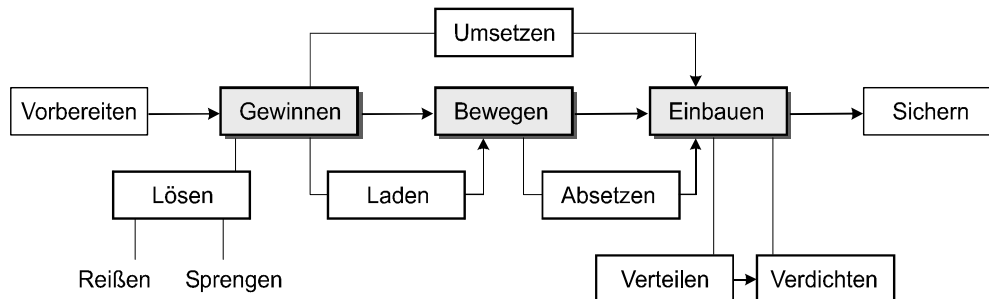 Umsetzen
Vorbereiten
Gewinnen
Bewegen
Einbauen
Sichern
Lösen
Laden
Absetzen
Reißen
Sprengen
Verteilen
Verdichten